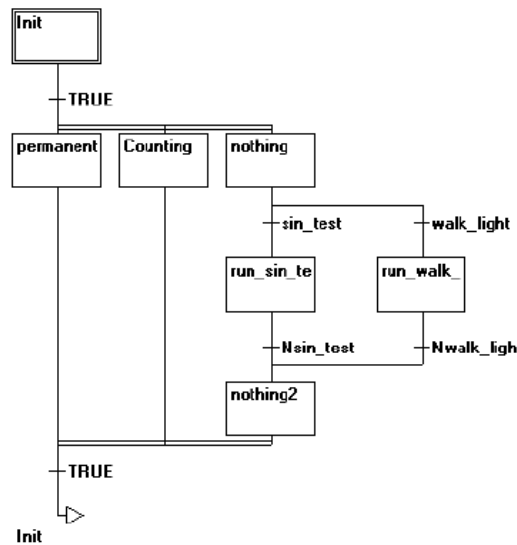 Init
TRUE
permanent Counting nothing
sin_test walk_light
run_sin_te run_walk_
Nsin_test Nwalk_ligh
nothing2
TRUE
Init